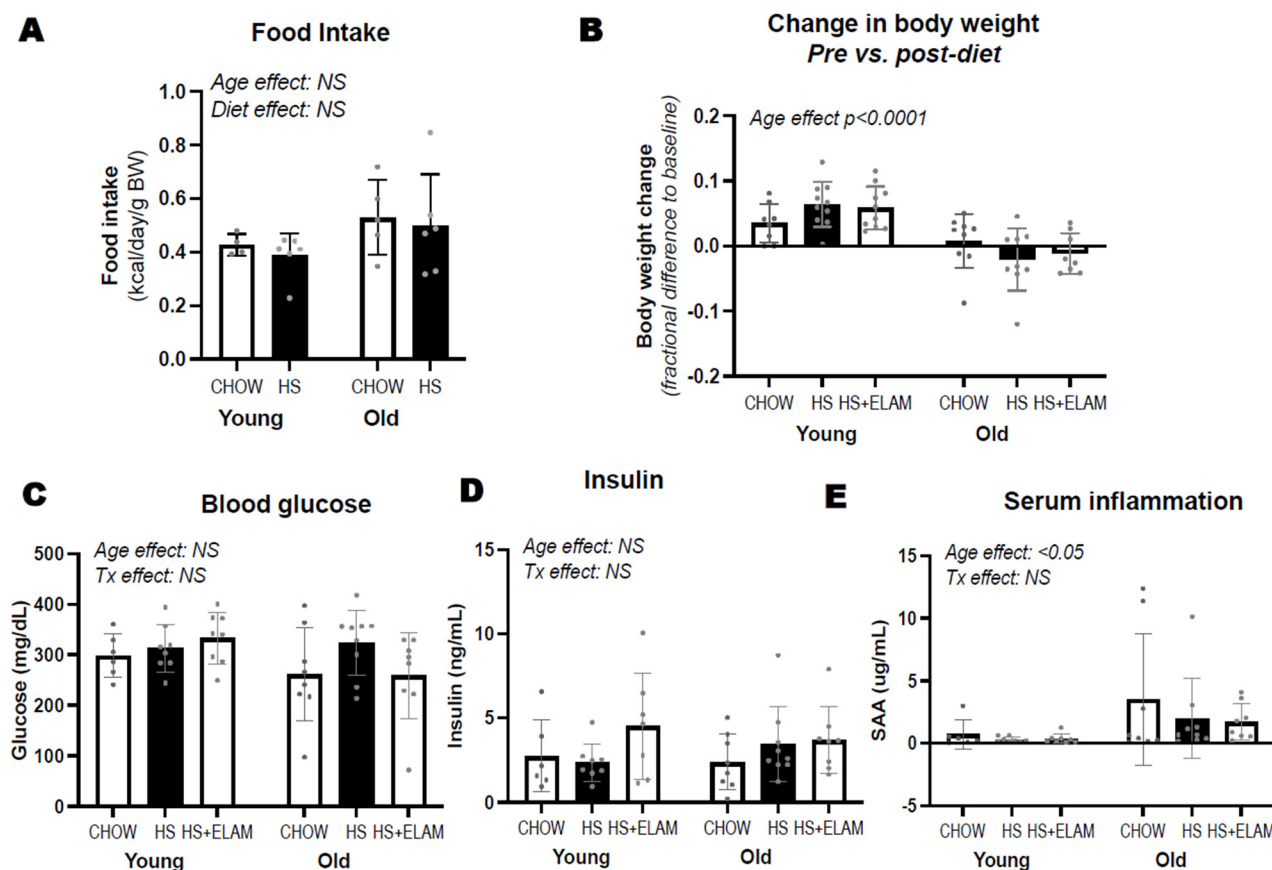 A
Food Intake
Age effect: NS
Diet effect: NS
Food intake
(kcal/day/g BW)
1.0
0.8
0.6
0.4
0.2
0.0
CHOW HS CHOW HS
Young Old
B
Change in body weight
Pre vs. post-diet
Age effect p<0.0001
Body weight change
(fractional difference to baseline)
0.2
0.1
0.0
-0.1
-0.2
CHOW HS HS+ELAM CHOW HS HS+ELAM
Young Old
C
Blood glucose
Age effect: NS
Tx effect: NS
Glucose (mg/dL)
500
400
300
200
100
0
CHOW HS HS+ELAM CHOW HS HS+ELAM
Young Old
D
Insulin
Age effect: NS
Tx effect: NS
Insulin (ng/mL)
15
10
5
0
CHOW HS HS+ELAM CHOW HS HS+ELAM
Young Old
E
Serum inflammation
Age effect: <0.05
Tx effect: NS
SAA (ug/mL)
15
10
5
0
-5
CHOW HS HS+ELAM CHOW HS HS+ELAM
Young Old